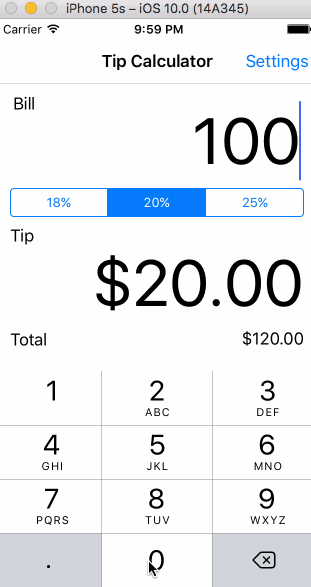 iPhone 5s – iOS 10.0 (14A345)
Carrier 9:59 PM
Tip Calculator Settings
Bill
100
18% 20% 25%
Tip
$20.00
Total $120.00
1 2 3
ABC DEF
4 5 6
GHI JKL MNO
7 8 9
PQRS TUV WXYZ
. 0